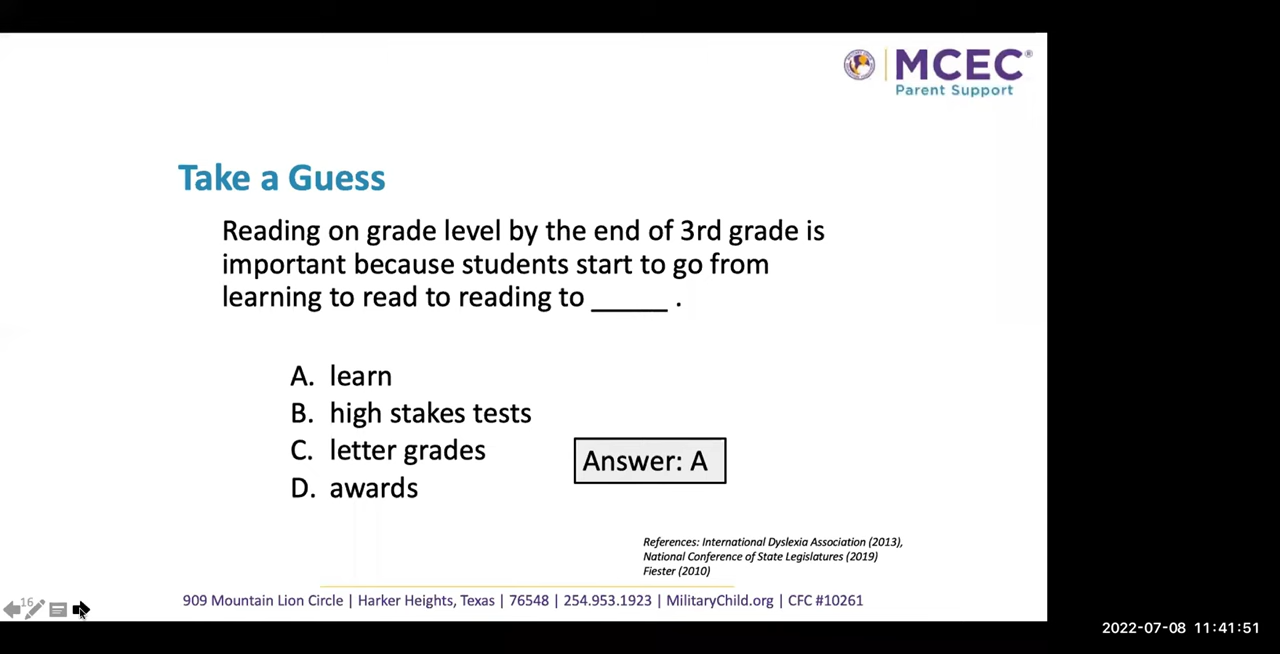 MCEC®
Parent Support
Take a Guess
Reading on grade level by the end of 3rd grade is
important because students start to go from
learning to read to reading to _____ .
A. learn
B. high stakes tests
C. letter grades
D. awards
Answer: A
References: International Dyslexia Association (2013),
National Conference of State Legislatures (2019)
Fiester (2010)
909 Mountain Lion Circle | Harker Heights, Texas | 76548 | 254.953.1923 | MilitaryChild.org | CFC #10261
16
2022-07-08 11:41:51